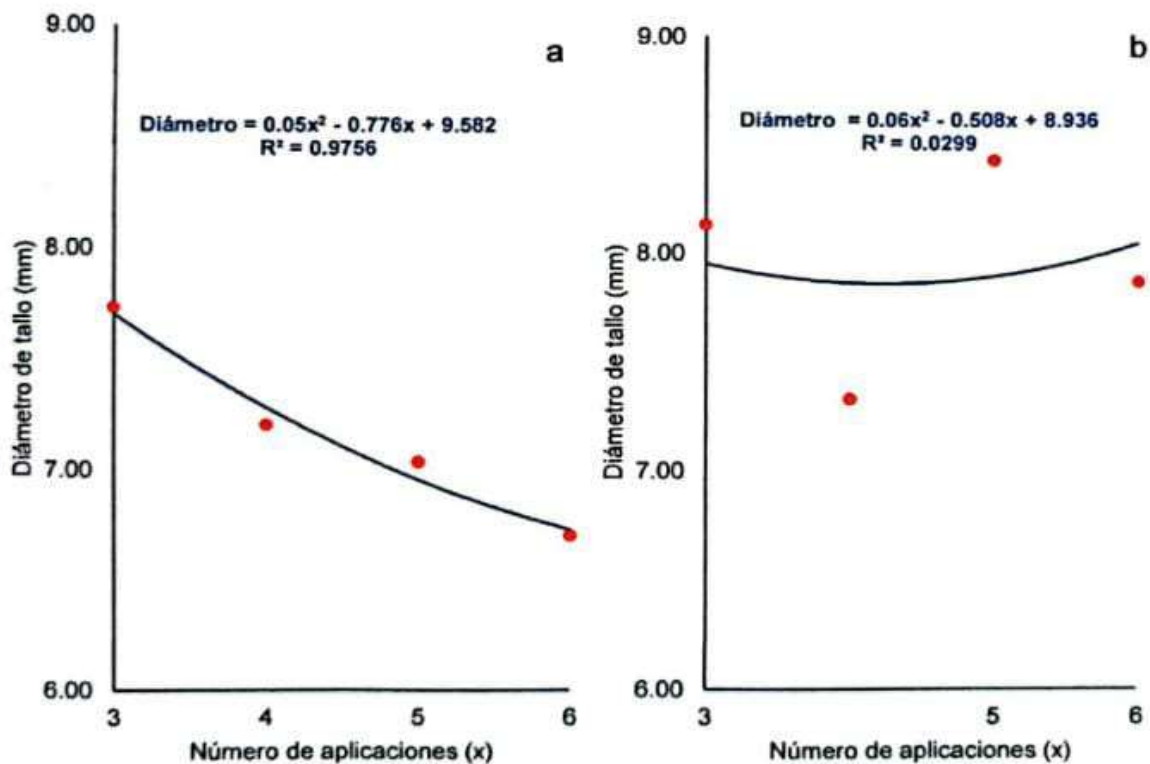 9.00
a
Diámetro = 0.05x² - 0.776x + 9.582
R² = 0.9756
8.00
7.00
6.00
Diámetro de tallo (mm)
3 4 5 6
Número de aplicaciones (x)
9.00
b
Diámetro = 0.06x² - 0.508x + 8.936
R² = 0.0299
8.00
7.00
6.00
Diámetro de tallo (mm)
3 5 6
Número de aplicaciones (x)